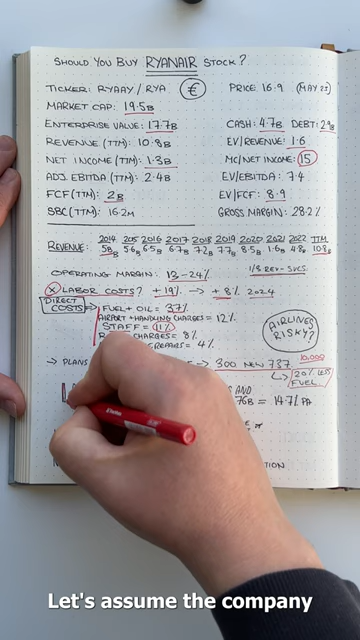 SHOULD YOU BUY RYANAIR STOCK?
TICKER: RYAAY / RYA € PRICE: 16.9 (MAY 23)
MARKET CAP: 19.5B
ENTERPRISE VALUE: 17.7B CASH: 4.7B DEBT: 2.9B
REVENUE (TTM): 10.8B EV/REVENUE: 1.6
NET INCOME (TTM): 1.3B MC/NET INCOME: 15
ADJ. EBITDA (TTM): 2.4B EV/EBITDA: 7.4
FCF (TTM): 2B EV/FCF: 8.9
SBC (TTM): 16.2M GROSS MARGIN: 28.2%
2014 2015 2016 2017 2018 2019 2020 2021 2022 TTM
REVENUE: 5B 5.6B 6.5B 6.7B 7.2B 7.7B 8.5B 1.6B 4.8B 10.8B
OPERATING MARGIN: 13-24% 1/3 REV = SVCS.
X LABOR COSTS? +19% → +8% 2024
DIRECT COSTS → FUEL + OIL = 37%
AIRPORT + HANDLING CHARGES = 12%
STAFF = 11%
CHARGES = 8%
REPAIRS = 4%
AIRLINES RISKY?
→ PLANS → 300 NEW 737 10,000
20% LESS FUEL
S AND
76B = 14.7% PA
Let's assume the company